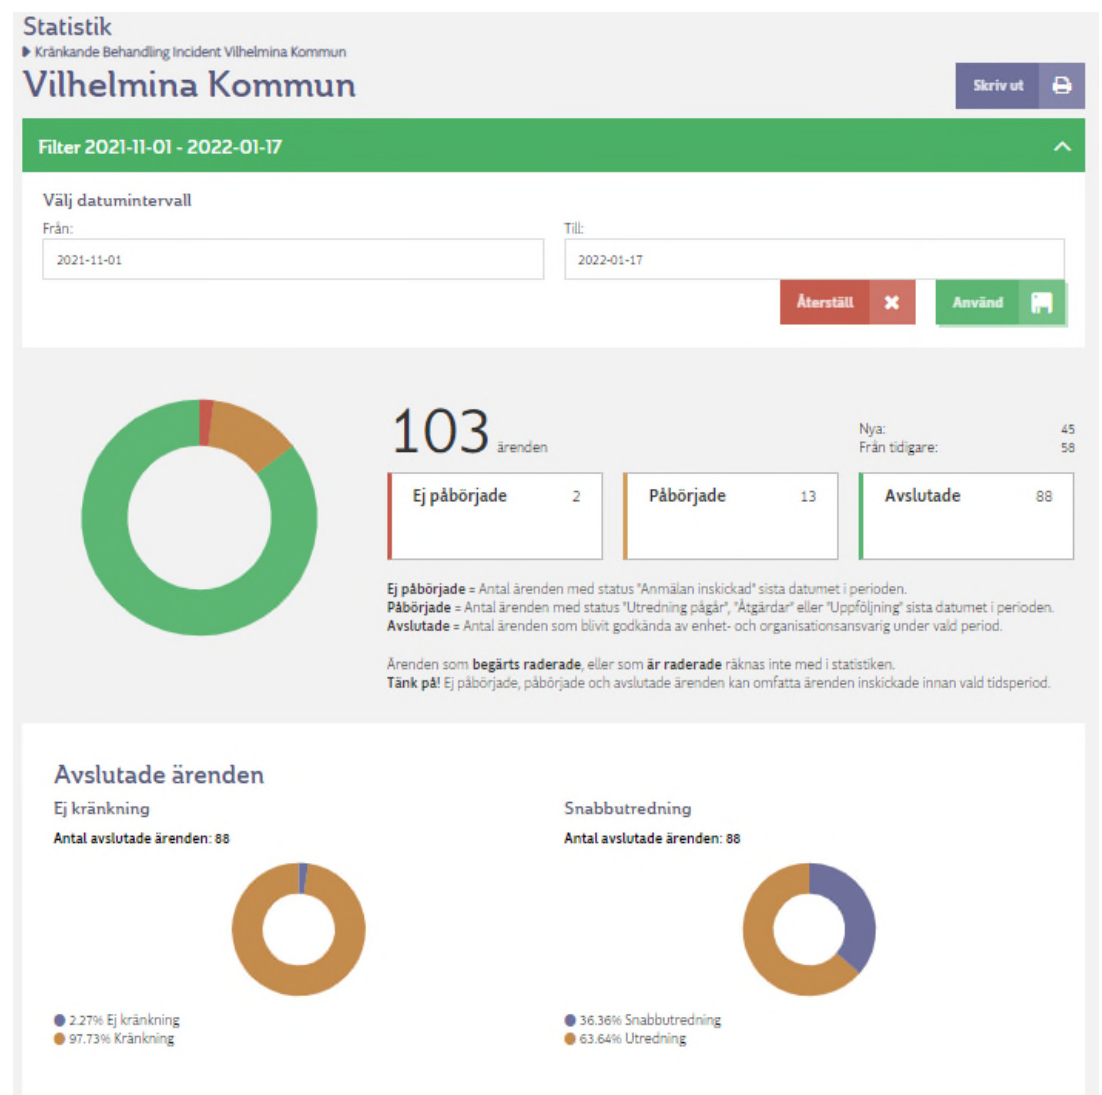 Statistik
Kränkande Behandling Incident Vilhelmina Kommun
Vilhelmina Kommun
Skriv ut
Filter 2021-11-01 - 2022-01-17
Välj datumintervall
Från:
Till:
2021-11-01
2022-01-17
Återställ
Använd
103 ärenden
Nya: 45
Från tidigare: 58
Ej påbörjade 2
Påbörjade 13
Avslutade 88
Ej påbörjade = Antal ärenden med status "Anmälan inskickad" sista datumet i perioden.
Påbörjade = Antal ärenden med status "Utredning pågår", "Åtgärdar" eller "Uppföljning" sista datumet i perioden.
Avslutade = Antal ärenden som blivit godkända av enhet- och organisationsansvarig under vald period.
Ärenden som begärts raderade, eller som är raderade räknas inte med i statistiken.
Tänk på! Ej påbörjade, påbörjade och avslutade ärenden kan omfatta ärenden inskickade innan vald tidsperiod.
Avslutade ärenden
Ej kränkning
Antal avslutade ärenden: 88
2.27% Ej kränkning
97.73% Kränkning
Snabbutredning
Antal avslutade ärenden: 88
36.36% Snabbutredning
63.64% Utredning